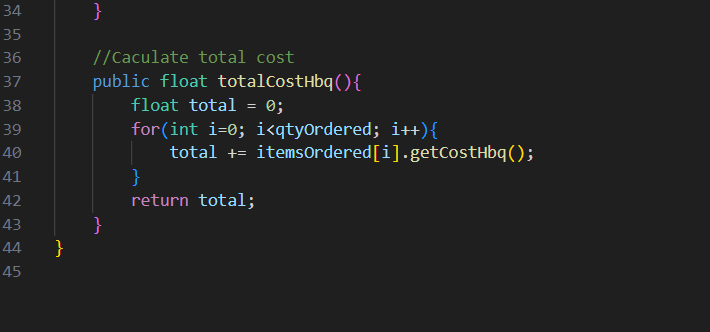 34 }
35
36 //Caculate total cost
37 public float totalCostHbq(){
38 float total = 0;
39 for(int i=0; i<qtyOrdered; i++){
40 total += itemsOrdered[i].getCostHbq();
41 }
42 return total;
43 }
44 }
45